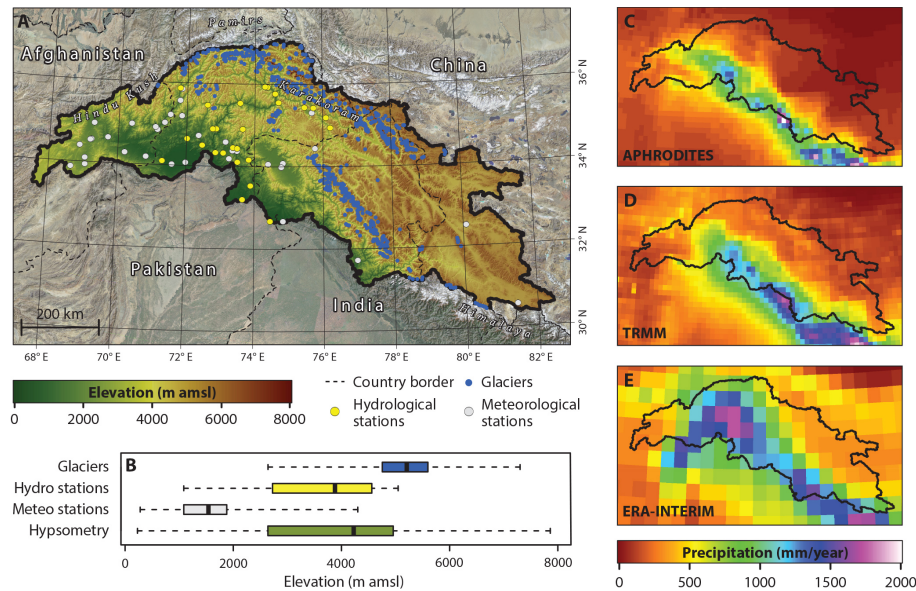 A
Pamirs
Afghanistan
China
Hindu Kush
Karakoram
Pakistan
India
Himalaya
200 km
36° N
34° N
32° N
30° N
68° E 70° E 72° E 74° E 76° E 78° E 80° E 82° E
Elevation (m amsl)
0 2000 4000 6000 8000
Country border
Glaciers
Hydrological
stations
Meteorological
stations
B
Glaciers
Hydro stations
Meteo stations
Hypsometry
0 2000 4000 6000 8000
Elevation (m amsl)
C
APHRODITES
D
TRMM
E
ERA-INTERIM
Precipitation (mm/year)
0 500 1000 1500 2000